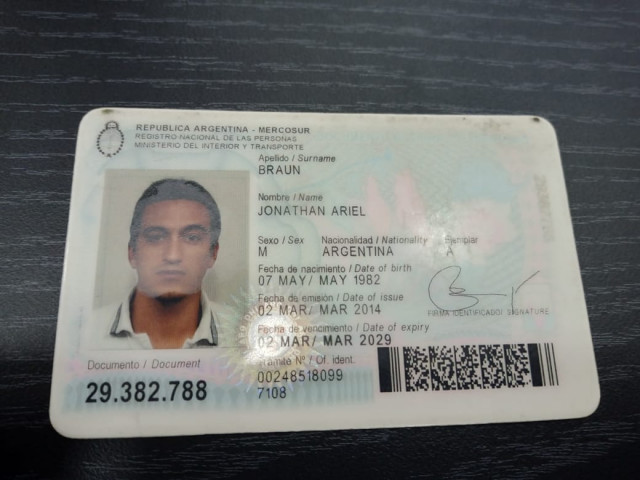 REPUBLICA ARGENTINA - MERCOSUR
REGISTRO NACIONAL DE LAS PERSONAS
MINISTERIO DEL INTERIOR Y TRANSPORTE
Apellido / Surname
BRAUN
Nombre / Name
JONATHAN ARIEL
Sexo / Sex Nacionalidad / Nationality Ejemplar
M ARGENTINA A
Fecha de nacimiento / Date of birth
07 MAY/ MAY 1982
Fecha de emisión / Date of issue
02 MAR/ MAR 2014
FIRMA IDENTIFICADO/ SIGNATURE
Fecha de vencimiento / Date of expiry
02 MAR/ MAR 2029
Documento / Document
29.382.788
Trámite Nº / Of. ident.
00248518099
7108